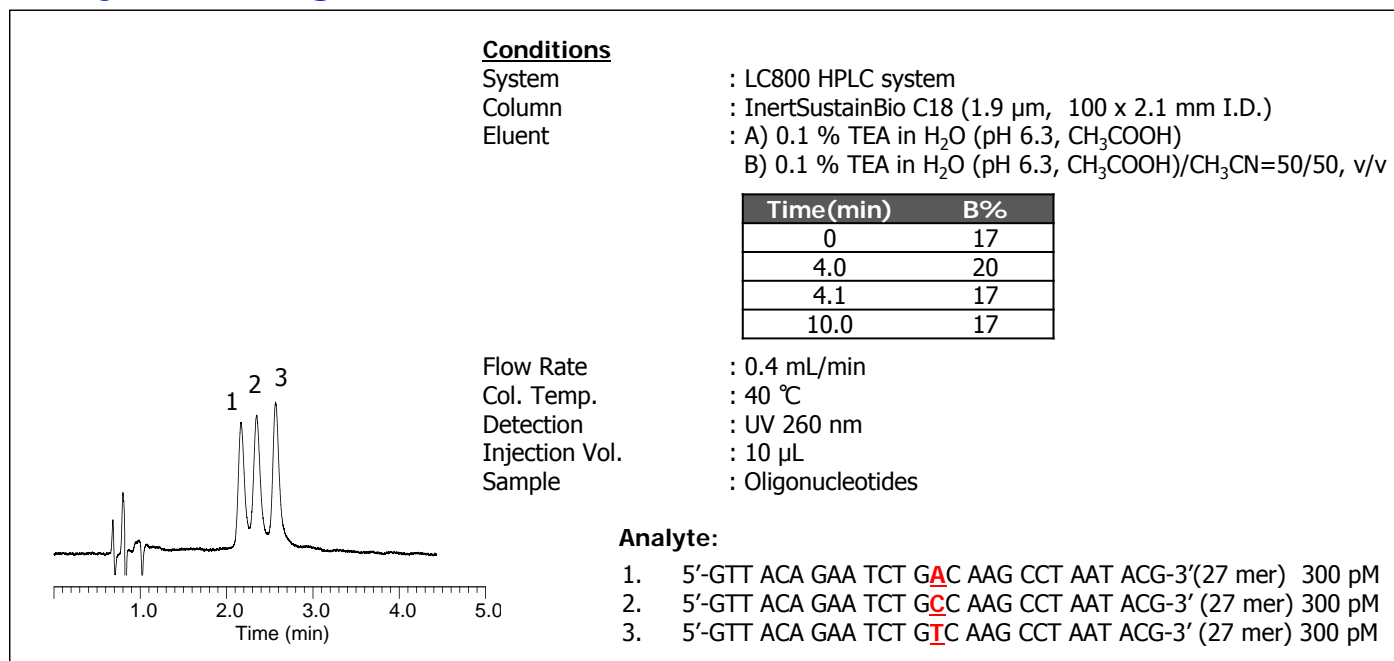 Conditions
System : LC800 HPLC system
Column : InertSustainBio C18 (1.9 µm, 100 x 2.1 mm I.D.)
Eluent : A) 0.1 % TEA in H₂O (pH 6.3, CH₃COOH)
B) 0.1 % TEA in H₂O (pH 6.3, CH₃COOH)/CH₃CN=50/50, v/v
Time(min) B%
0 17
4.0 20
4.1 17
10.0 17
Flow Rate : 0.4 mL/min
Col. Temp. : 40 ℃
Detection : UV 260 nm
Injection Vol. : 10 µL
Sample : Oligonucleotides
1 2 3
1.0 2.0 3.0 4.0 5.0
Time (min)
Analyte:
1. 5′-GTT ACA GAA TCT GAC AAG CCT AAT ACG-3′(27 mer) 300 pM
2. 5′-GTT ACA GAA TCT GCC AAG CCT AAT ACG-3′ (27 mer) 300 pM
3. 5′-GTT ACA GAA TCT GTC AAG CCT AAT ACG-3′ (27 mer) 300 pM